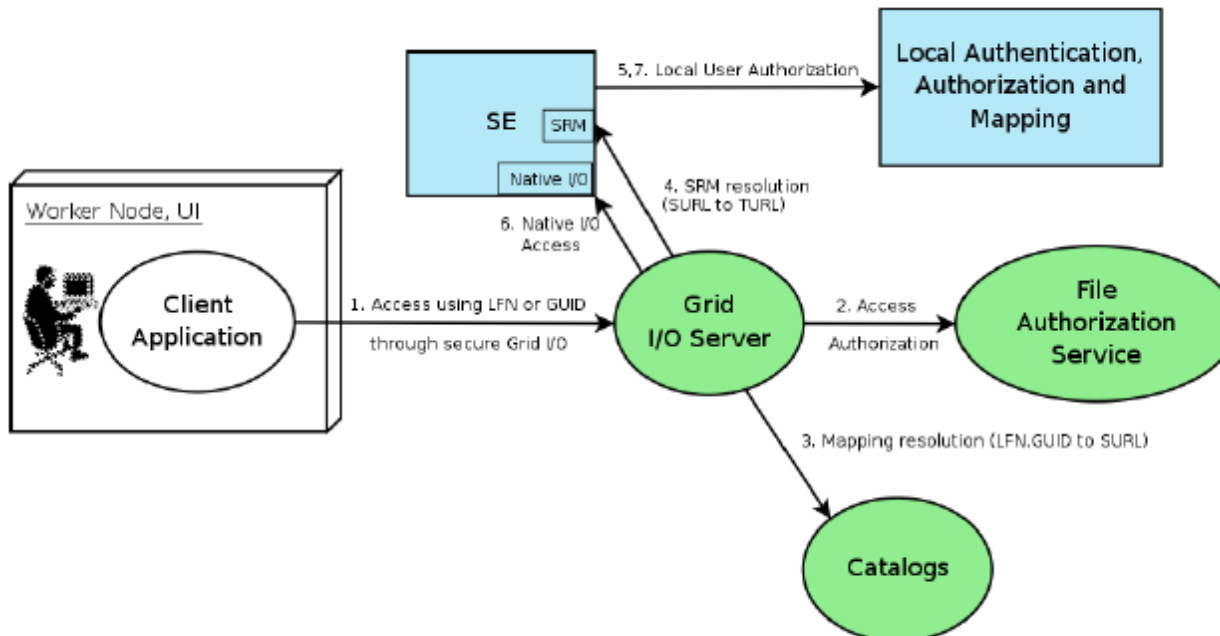 5,7. Local User Authorization
Local Authentication,
Authorization and
Mapping
SE
SRM
Native I/O
4. SRM resolution
(SURL to TURL)
6. Native I/O
Access
Worker Node, UI
Client
Application
1. Access using LFN or GUID
through secure Grid I/O
Grid
I/O Server
2. Access
Authorization
File
Authorization
Service
3. Mapping resolution (LFN.GUID to SURL)
Catalogs